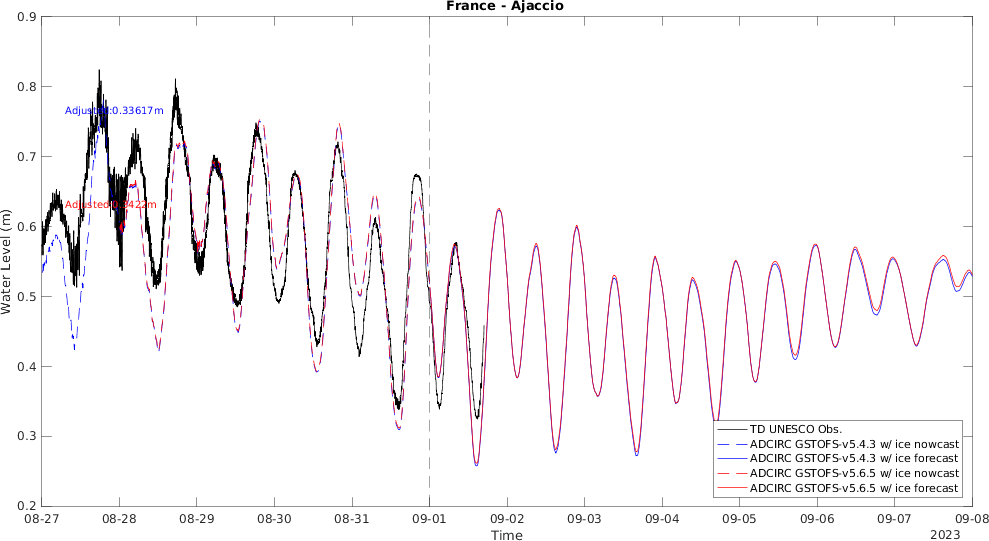 France - Ajaccio
0.9
0.8
0.7
0.6
0.5
0.4
0.3
0.2
Water Level (m)
Adjusted:0.33617m
TD UNESCO Obs.
ADCIRC GSTOFS-v5.4.3 w/ ice nowcast
ADCIRC GSTOFS-v5.4.3 w/ ice forecast
ADCIRC GSTOFS-v5.6.5 w/ ice nowcast
ADCIRC GSTOFS-v5.6.5 w/ ice forecast
08-27 08-28 08-29 08-30 08-31 09-01 09-02 09-03 09-04 09-05 09-06 09-07 09-08
Time
2023